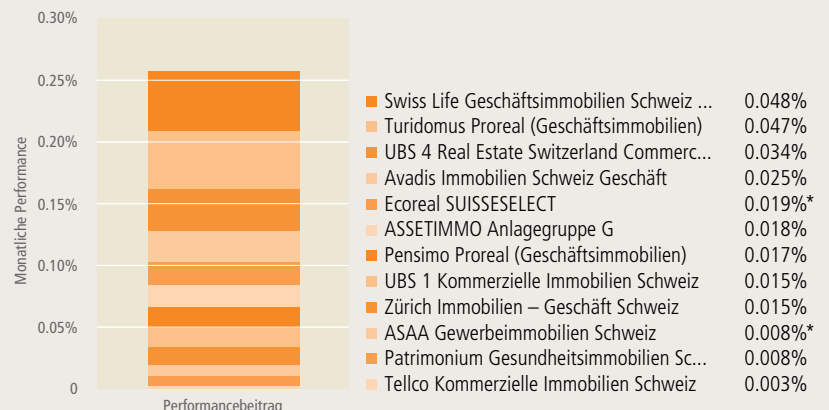 0.30%
0.25%
0.20%
0.15%
0.10%
0.05%
0
Monatliche Performance
Performancebeitrag
Swiss Life Geschäftsimmobilien Schweiz ... 0.048%
Turidomus Proreal (Geschäftsimmobilien) 0.047%
UBS 4 Real Estate Switzerland Commerc... 0.034%
Avadis Immobilien Schweiz Geschäft 0.025%
Ecoreal SUISSESELECT 0.019%*
ASSETIMMO Anlagegruppe G 0.018%
Pensimo Proreal (Geschäftsimmobilien) 0.017%
UBS 1 Kommerzielle Immobilien Schweiz 0.015%
Zürich Immobilien – Geschäft Schweiz 0.015%
ASAA Gewerbeimmobilien Schweiz 0.008%*
Patrimonium Gesundheitsimmobilien Sc... 0.008%
Tellco Kommerzielle Immobilien Schweiz 0.003%